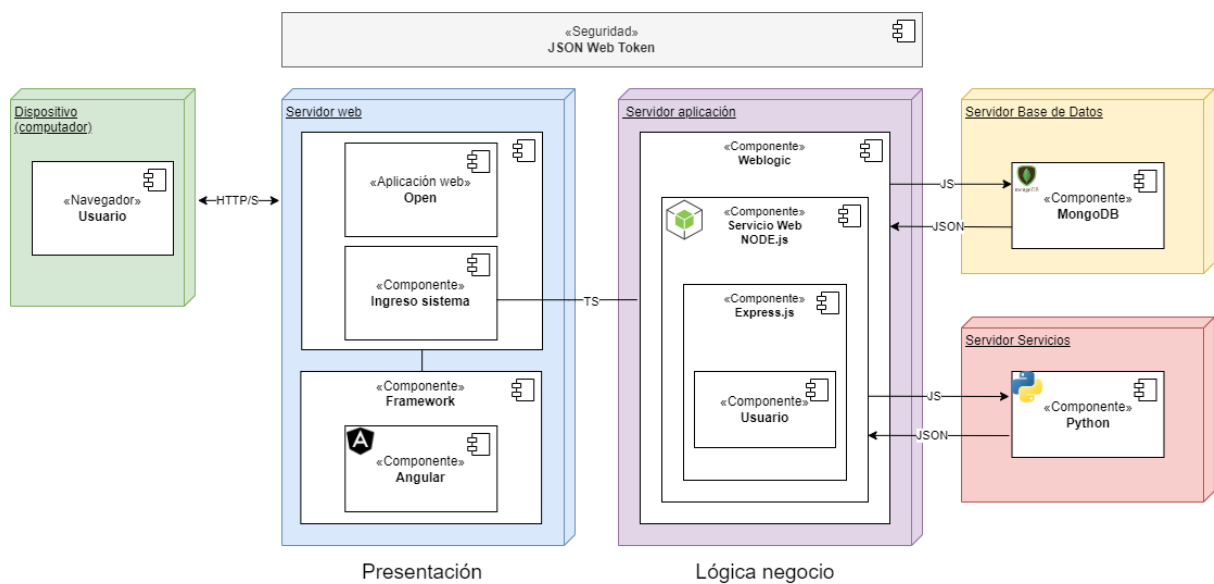 «Seguridad»
JSON Web Token
Dispositivo
(computador)
«Navegador»
Usuario
HTTP/S
Servidor web
«Aplicación web»
Open
«Componente»
Ingreso sistema
«Componente»
Framework
«Componente»
Angular
TS
Servidor aplicación
«Componente»
Weblogic
«Componente»
Servicio Web
NODE.js
«Componente»
Express.js
«Componente»
Usuario
JS
JSON
Servidor Base de Datos
mongoDB
«Componente»
MongoDB
JS
JSON
Servidor Servicios
«Componente»
Python
Presentación
Lógica negocio